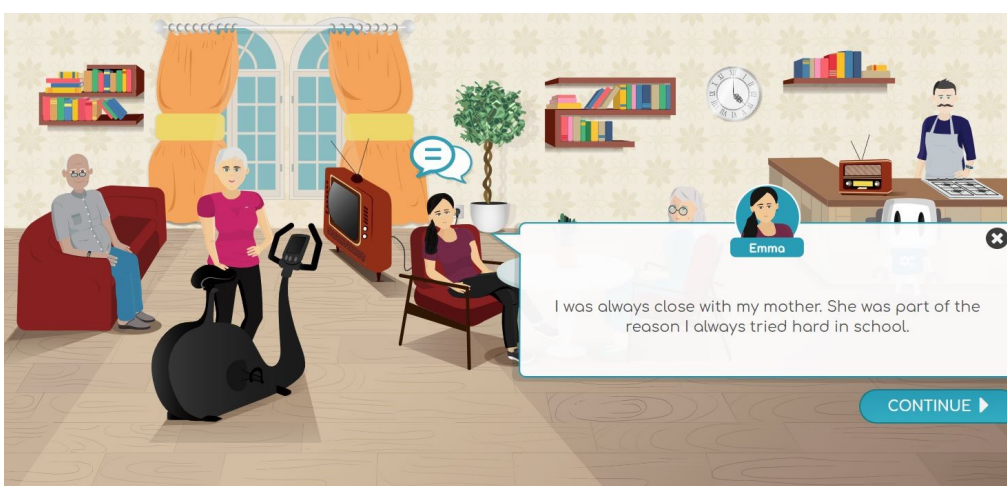 Emma
I was always close with my mother. She was part of the
reason I always tried hard in school.
CONTINUE